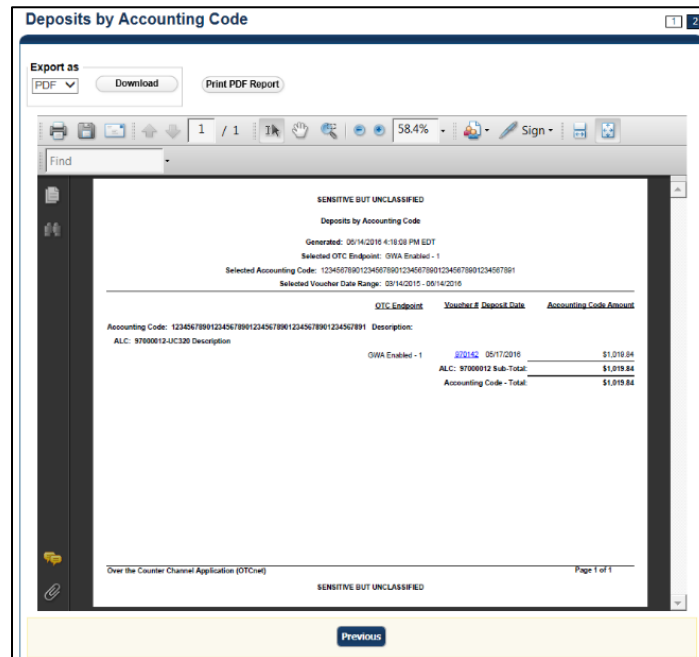 Deposits by Accounting Code
1 2
Export as
PDF Download Print PDF Report
1 / 1 58.4% Sign
Find
SENSITIVE BUT UNCLASSIFIED
Deposits by Accounting Code
Generated: 06/14/2016 4:18:08 PM EDT
Selected OTC Endpoint: GWA Enabled - 1
Selected Accounting Code: 12345678901234567890123456789012345678901234567891
Selected Voucher Date Range: 03/14/2015 - 06/14/2016
OTC Endpoint Voucher # Deposit Date Accounting Code Amount
Accounting Code: 12345678901234567890123456789012345678901234567891 Description:
ALC: 97000012-UC320 Description
GWA Enabled - 1 970142 05/17/2016 $1,019.84
ALC: 97000012 Sub-Total: $1,019.84
Accounting Code - Total: $1,019.84
Over the Counter Channel Application (OTCnet) Page 1 of 1
SENSITIVE BUT UNCLASSIFIED
Previous